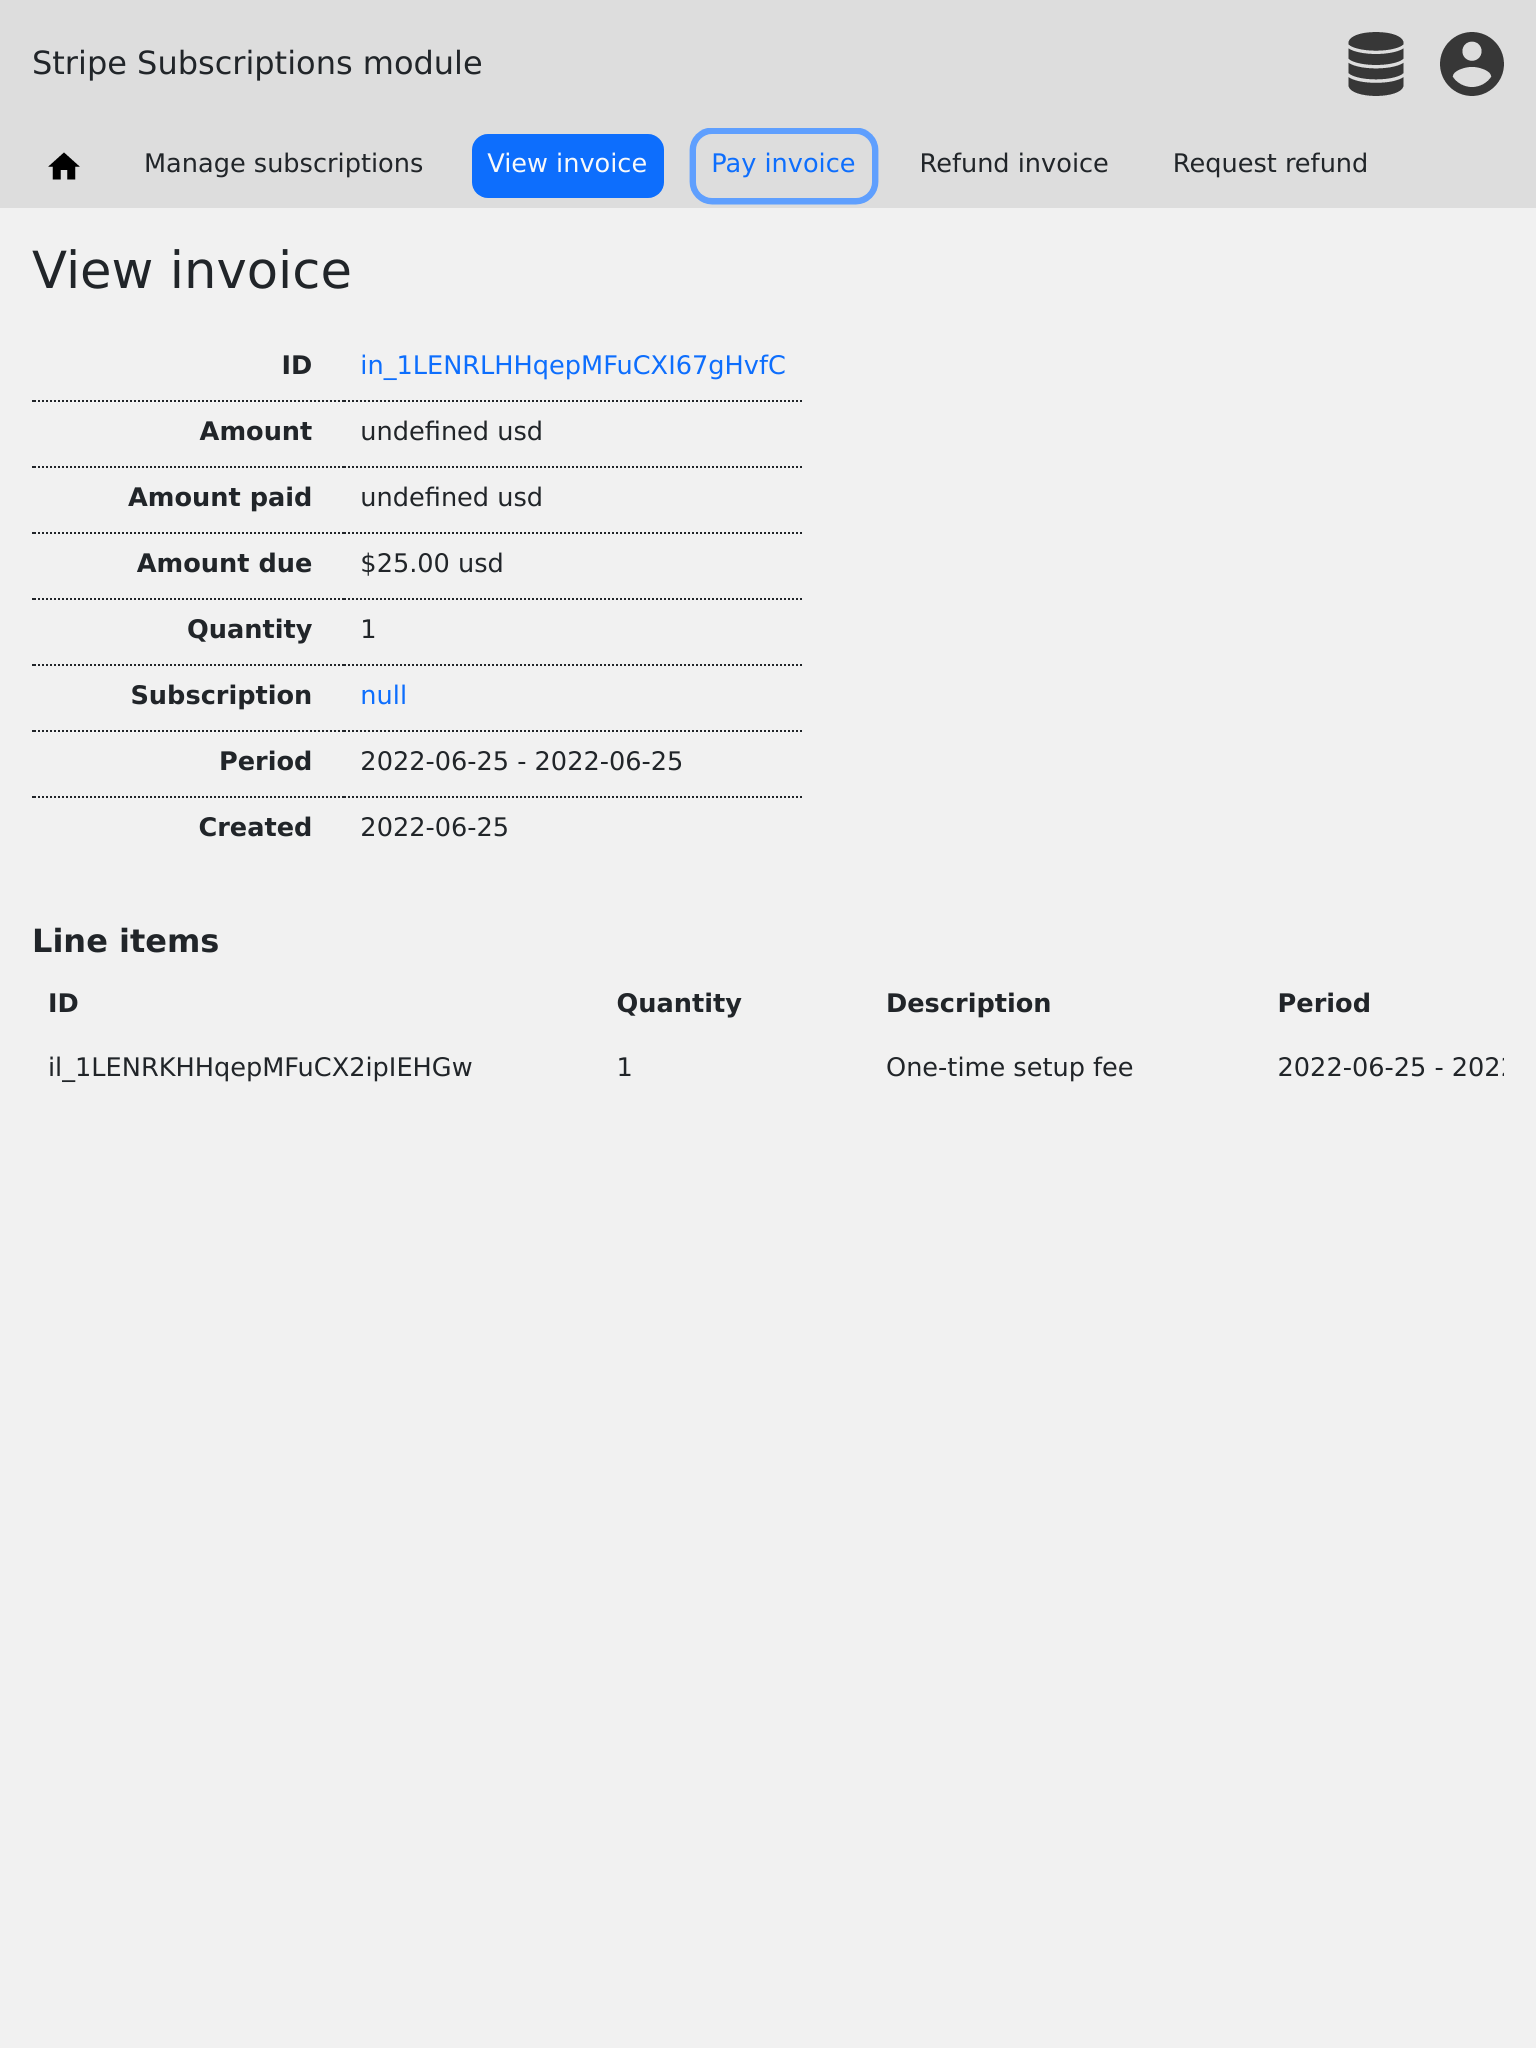 Stripe Subscriptions module
Manage subscriptions View invoice Pay invoice Refund invoice Request refund
View invoice
ID in_1LENRLHHqepMFuCXI67gHvfC
Amount undefined usd
Amount paid undefined usd
Amount due $25.00 usd
Quantity 1
Subscription null
Period 2022-06-25 - 2022-06-25
Created 2022-06-25
Line items
ID Quantity Description Period
il_1LENRKHHqepMFuCX2ipIEHGw 1 One-time setup fee 2022-06-25 - 202